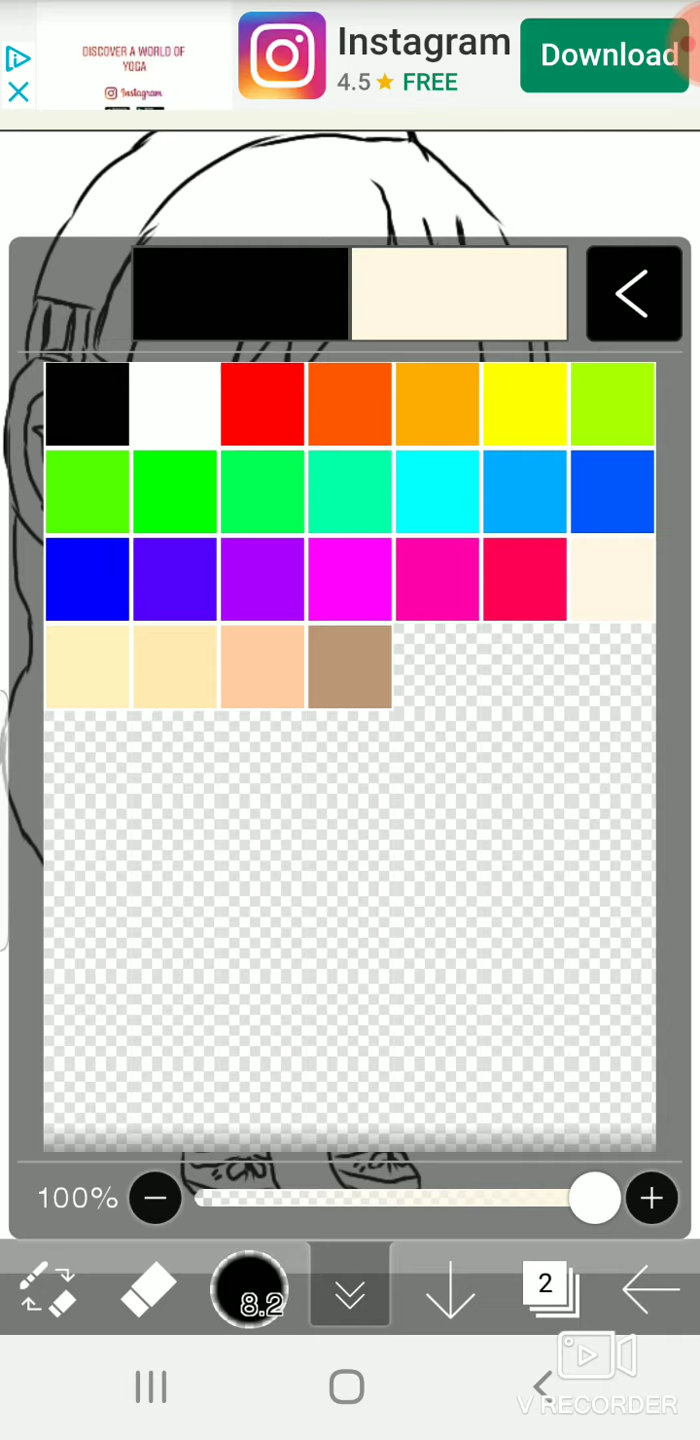 DISCOVER A WORLD OF
YOGA
Instagram
Instagram
4.5 ★ FREE
Download
100%
8.2
2
V RECORDER